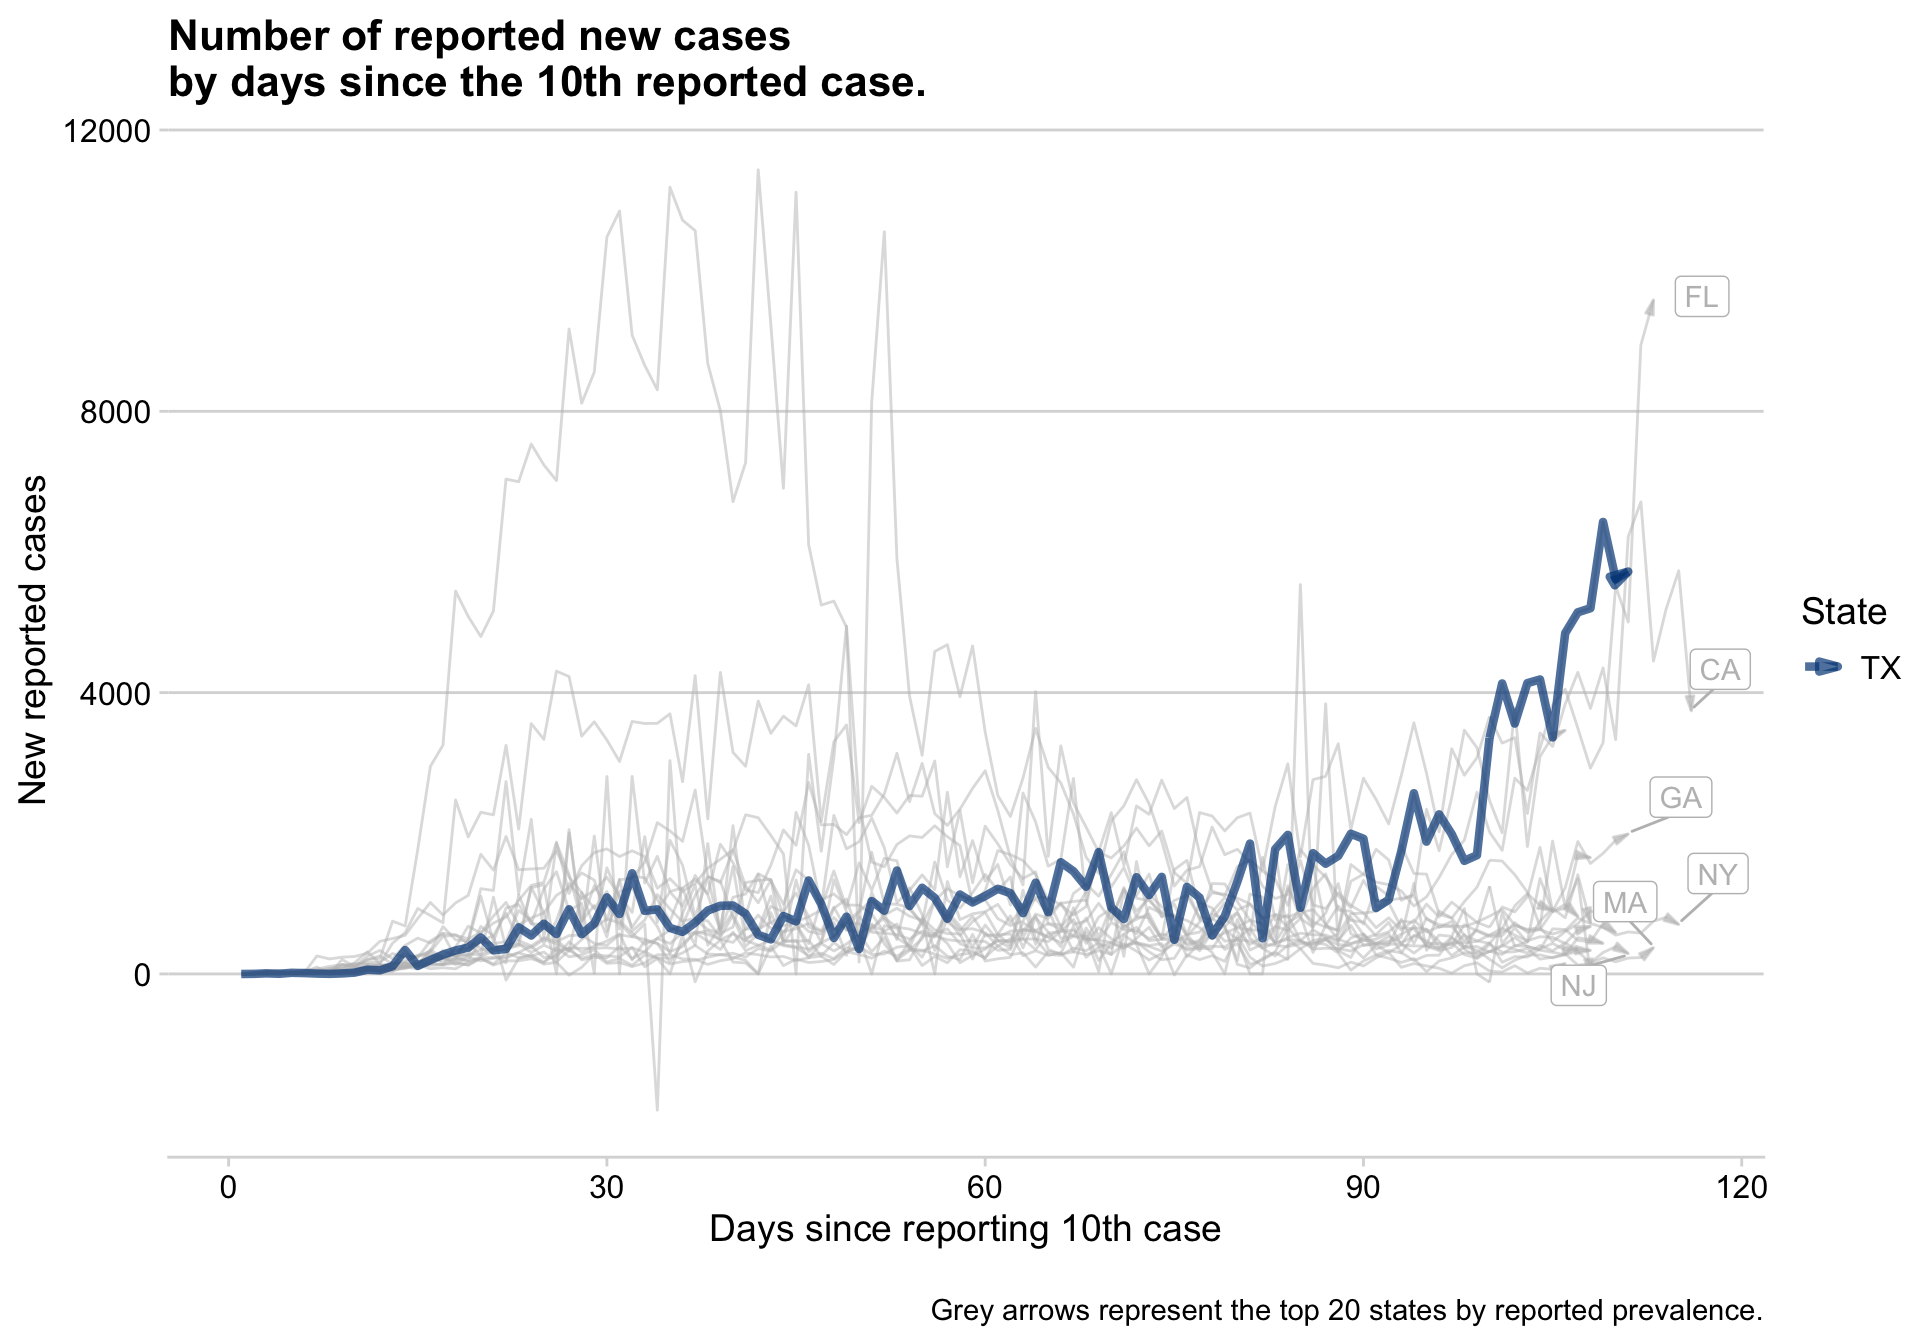 Number of reported new cases
by days since the 10th reported case.
12000
8000
4000
0
New reported cases
FL
CA
GA
NY
MA
NJ
State
TX
0
30
60
90
120
Days since reporting 10th case
Grey arrows represent the top 20 states by reported prevalence.